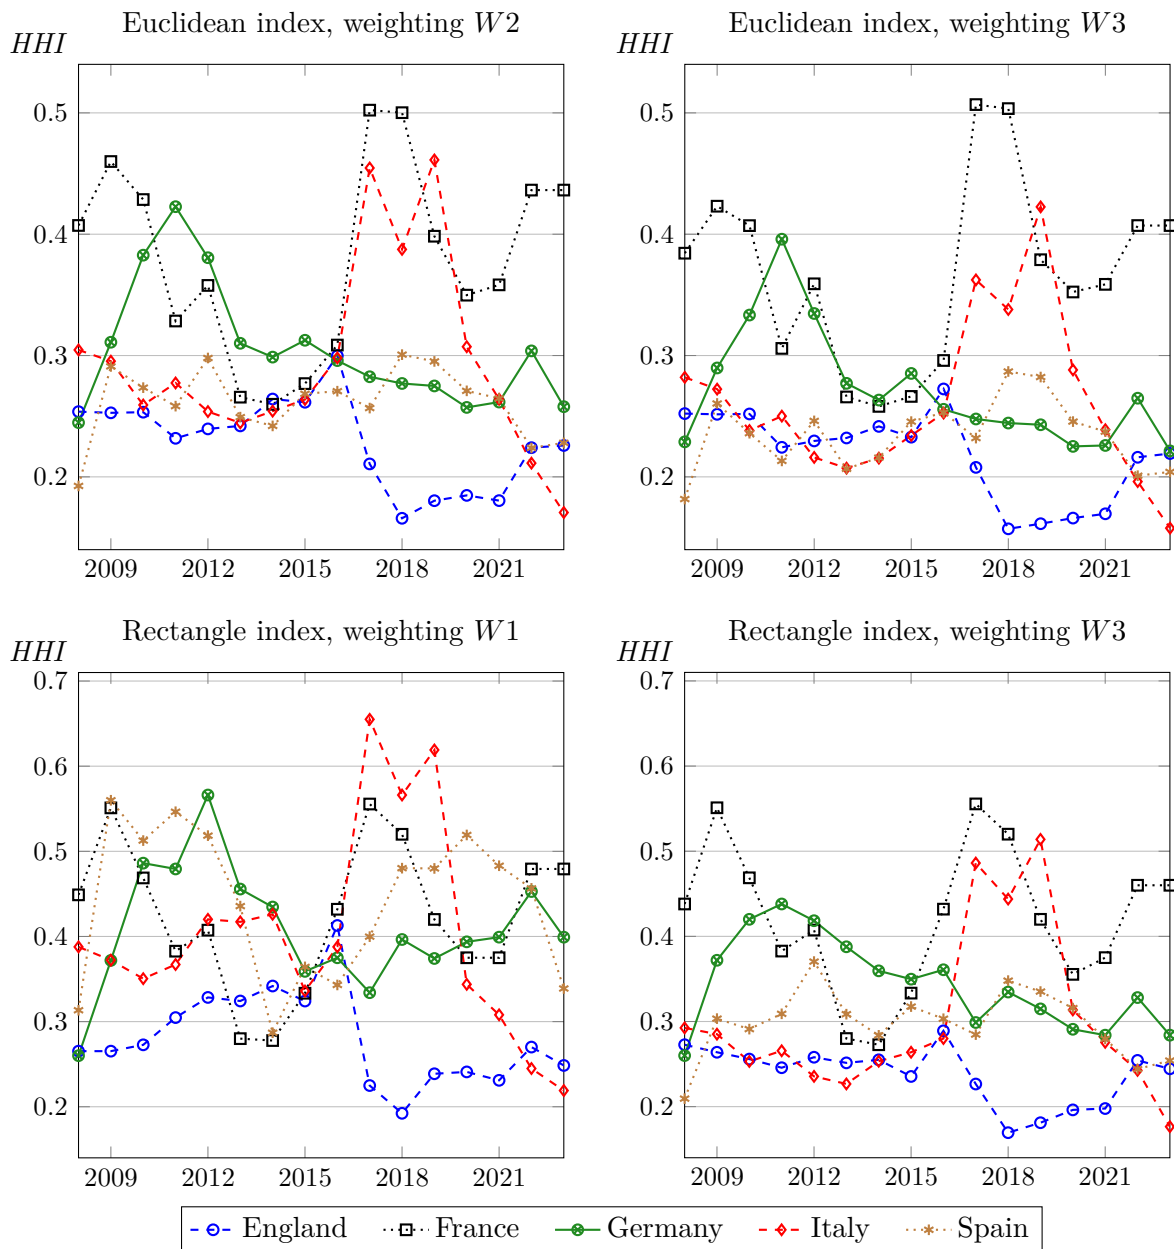 Euclidean index, weighting W2
HHI
0.5
0.4
0.3
0.2
2009 2012 2015 2018 2021
Euclidean index, weighting W3
HHI
0.5
0.4
0.3
0.2
2009 2012 2015 2018 2021
Rectangle index, weighting W1
HHI
0.7
0.6
0.5
0.4
0.3
0.2
2009 2012 2015 2018 2021
Rectangle index, weighting W3
HHI
0.7
0.6
0.5
0.4
0.3
0.2
2009 2012 2015 2018 2021
England France Germany Italy Spain